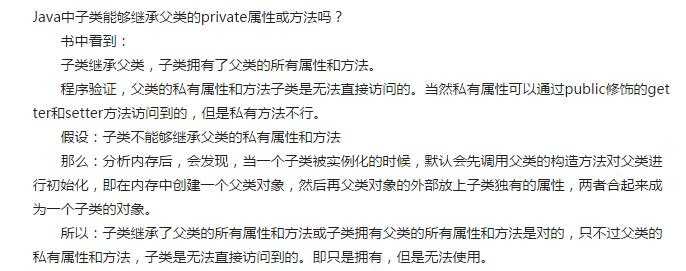 Java中子类能够继承父类的private属性或方法吗？
书中看到：
子类继承父类，子类拥有了父类的所有属性和方法。
程序验证，父类的私有属性和方法子类是无法直接访问的。当然私有属性可以通过public修饰的get
ter和setter方法访问到的，但是私有方法不行。
假设：子类不能够继承父类的私有属性和方法
那么：分析内存后，会发现，当一个子类被实例化的时候，默认会先调用父类的构造方法对父类进
行初始化，即在内存中创建一个父类对象，然后再父类对象的外部放上子类独有的属性，两者合起来成
为一个子类的对象。
所以：子类继承了父类的所有属性和方法或子类拥有父类的所有属性和方法是对的，只不过父类的
私有属性和方法，子类是无法直接访问到的。即只是拥有，但是无法使用。